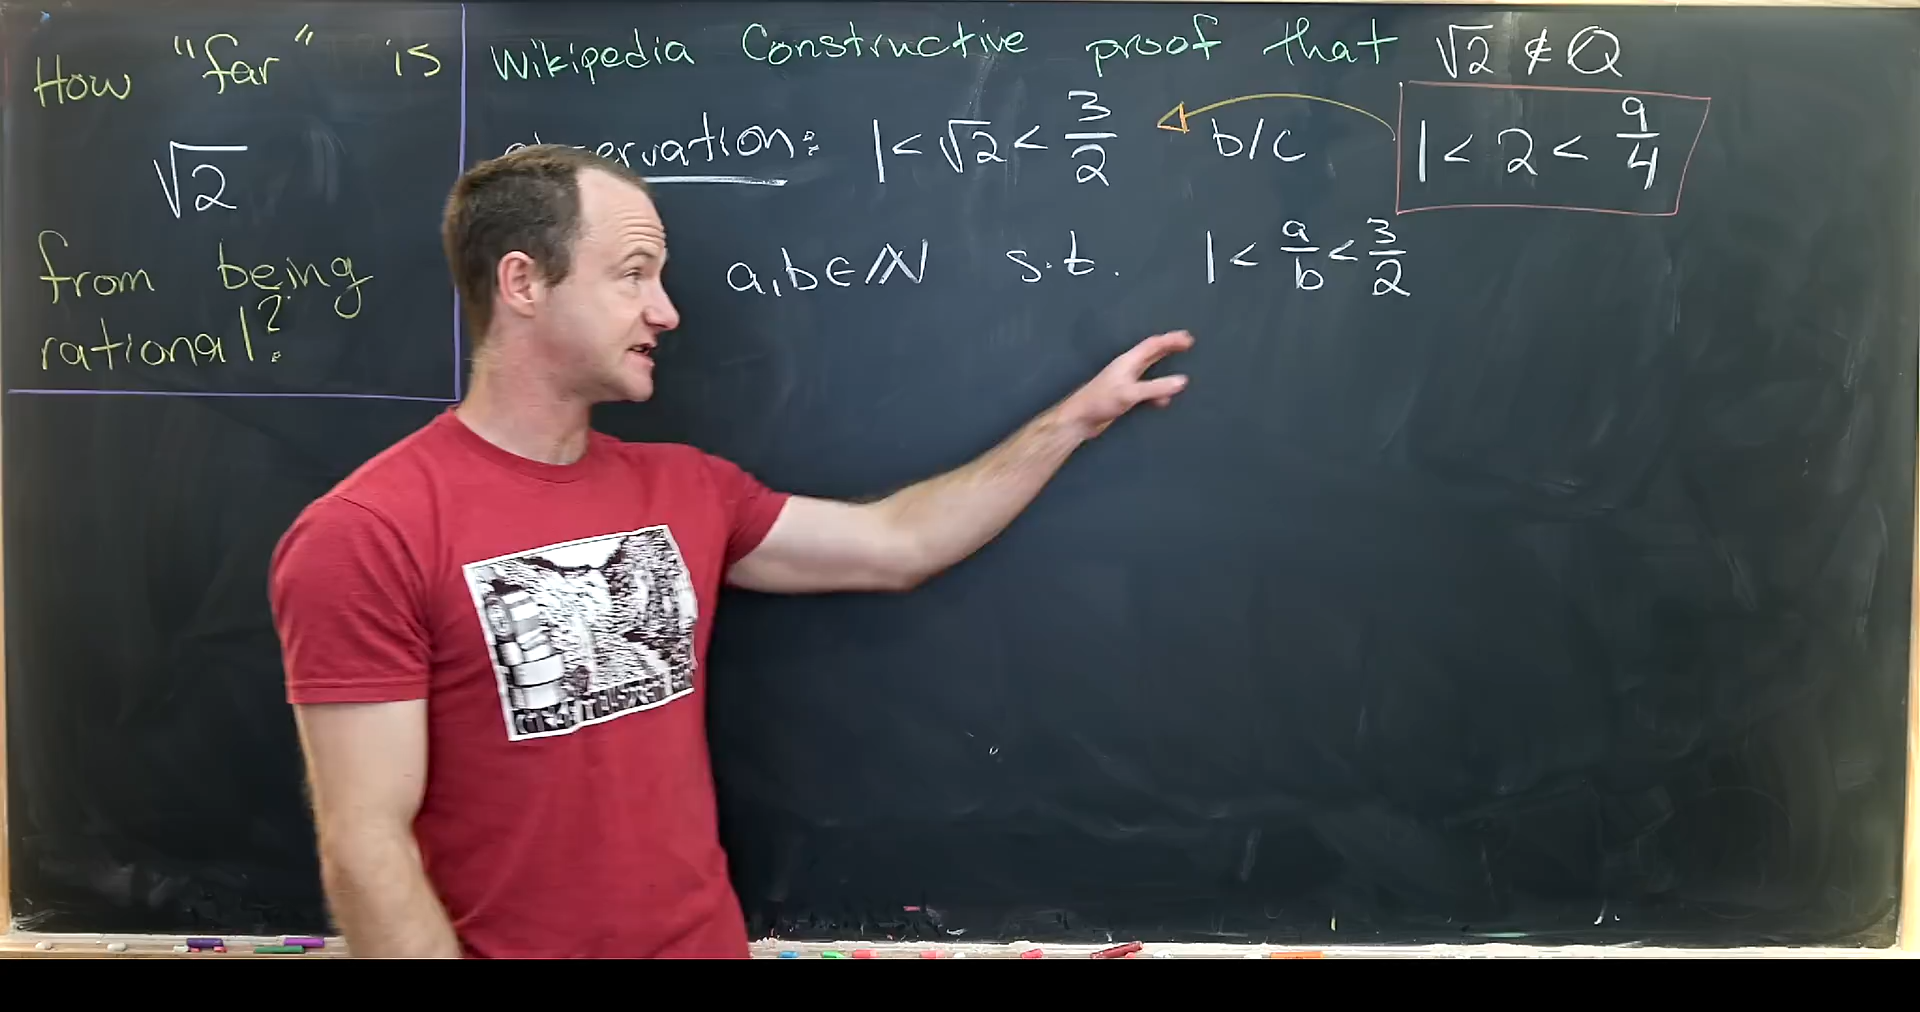 How "far" is
√2
from being
rational?
Wikipedia Constructive proof that √2 ∉ Q
observation: 1 < √2 < 3/2 b/c 1 < 2 < 9/4
a,b ∈ ℕ s.t. 1 < a/b < 3/2